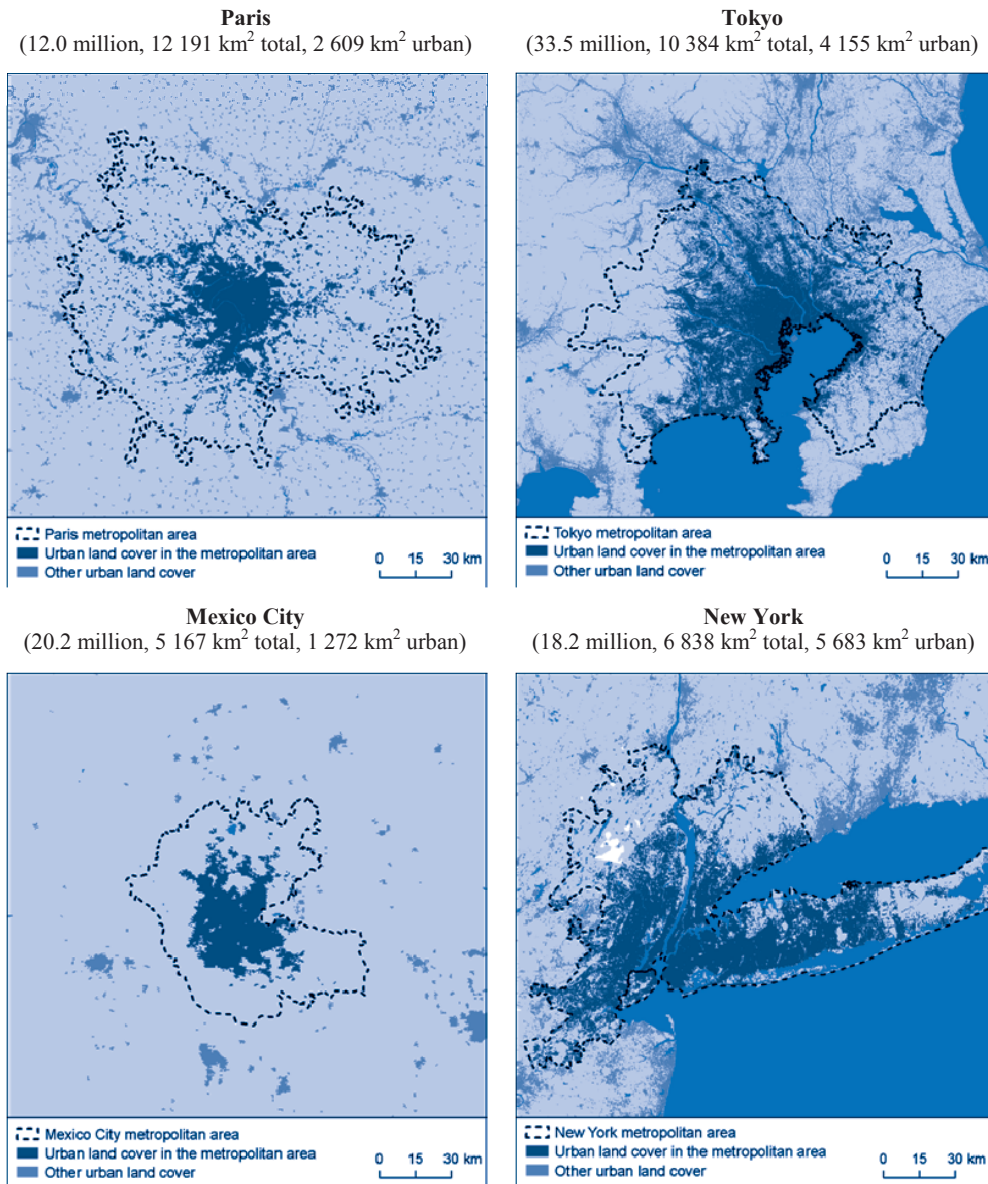 Paris
(12.0 million, 12 191 km² total, 2 609 km² urban)
Paris metropolitan area
Urban land cover in the metropolitan area
Other urban land cover
0 15 30 km
Tokyo
(33.5 million, 10 384 km² total, 4 155 km² urban)
Tokyo metropolitan area
Urban land cover in the metropolitan area
Other urban land cover
0 15 30 km
Mexico City
(20.2 million, 5 167 km² total, 1 272 km² urban)
Mexico City metropolitan area
Urban land cover in the metropolitan area
Other urban land cover
0 15 30 km
New York
(18.2 million, 6 838 km² total, 5 683 km² urban)
New York metropolitan area
Urban land cover in the metropolitan area
Other urban land cover
0 15 30 km